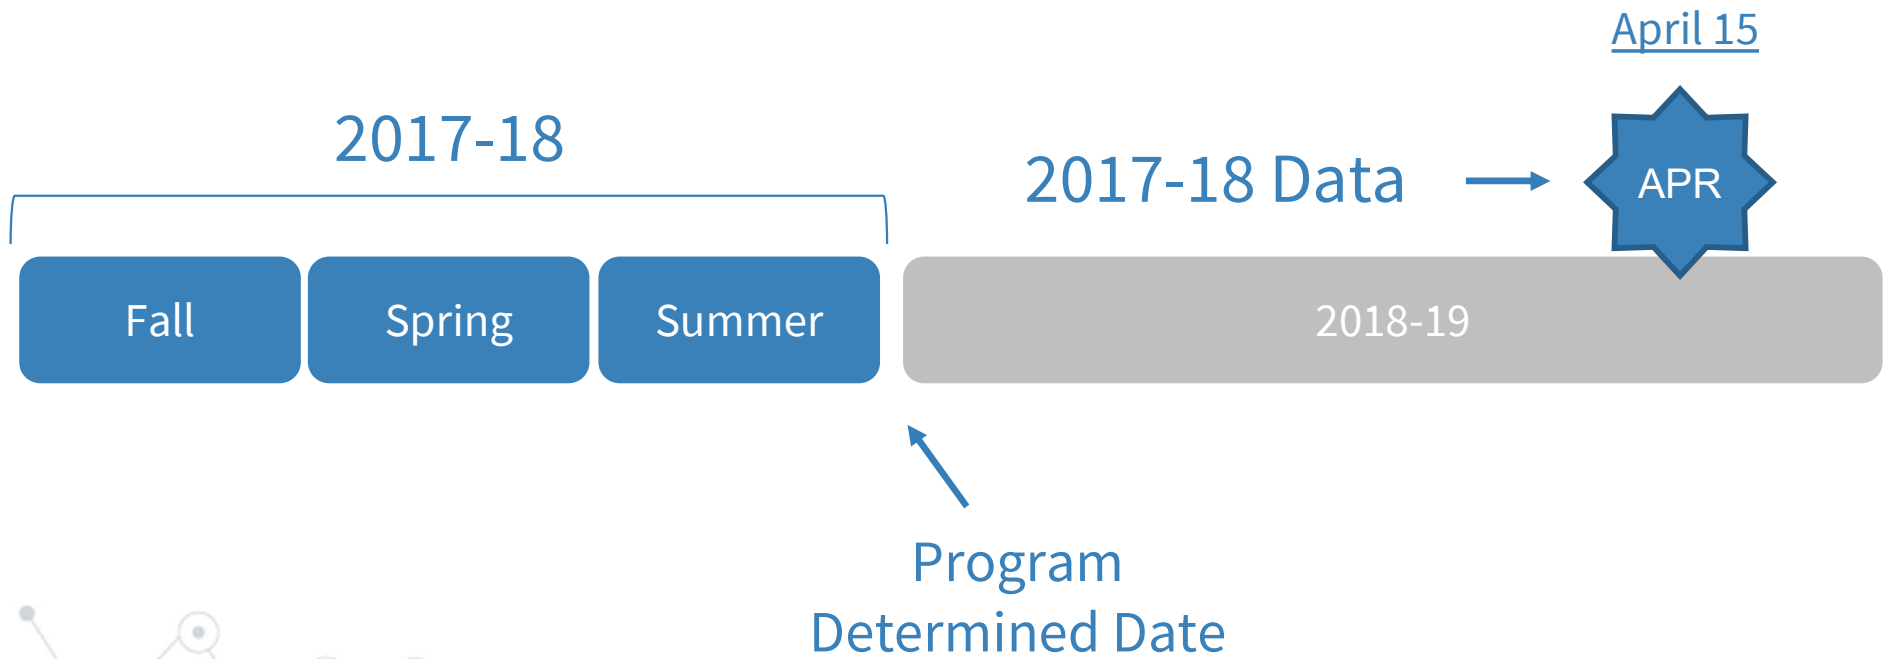 April 15
2017-18
2017-18 Data
APR
Fall
Spring
Summer
2018-19
Program
Determined Date